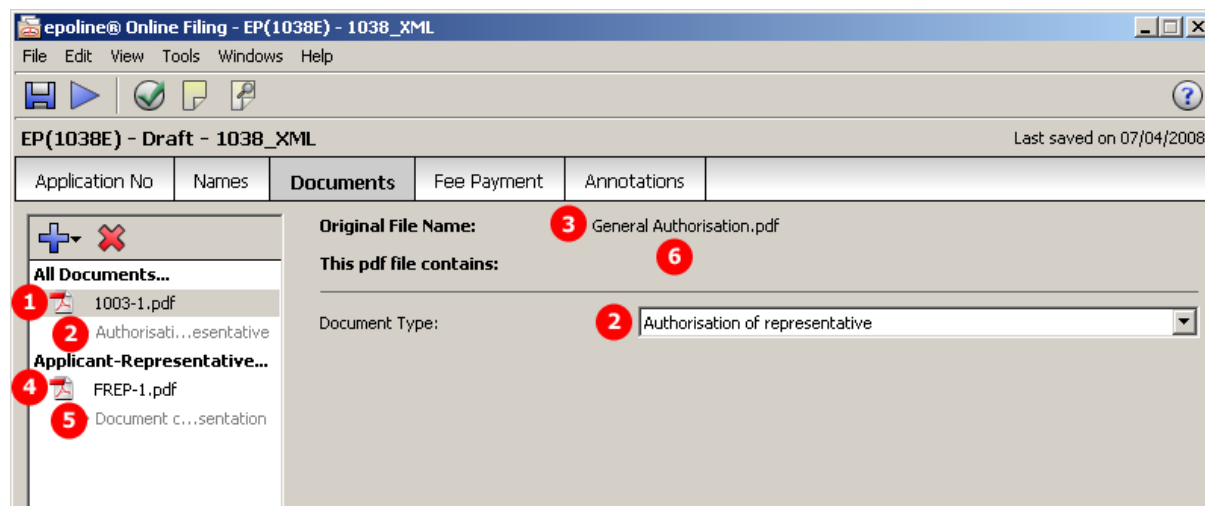 epoline® Online Filing - EP(1038E) - 1038_XML
File Edit View Tools Windows Help
EP(1038E) - Draft - 1038_XML Last saved on 07/04/2008
Application No Names Documents Fee Payment Annotations
Original File Name: 3 General Authorisation.pdf
This pdf file contains: 6
All Documents...
1 1003-1.pdf
2 Authorisati...esentative
Document Type: 2 Authorisation of representative
Applicant-Representative...
4 FREP-1.pdf
5 Document c...sentation